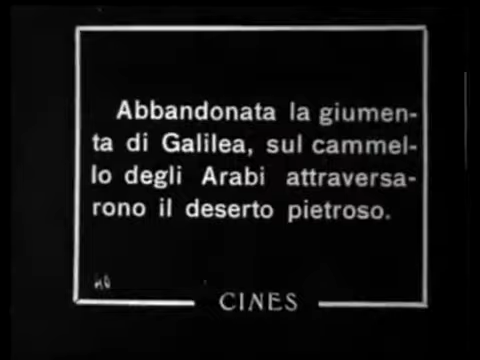 Abbandonata la giumen-
ta di Galilea, sul cammel-
lo degli Arabi attraversa-
rono il deserto pietroso.
CINES